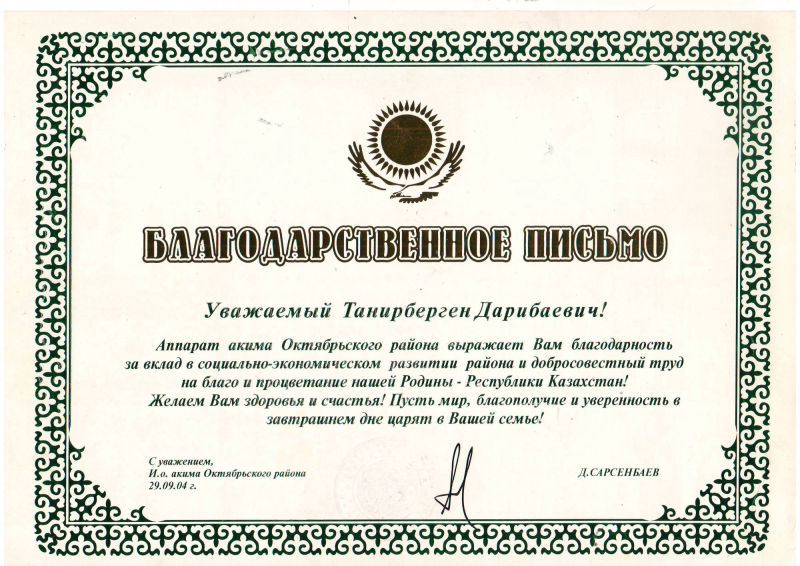 БЛАГОДАРСТВЕННОЕ ПИСЬМО
Уважаемый Танирберген Дарибаевич!
Аппарат акима Октябрьского района выражает Вам благодарность
за вклад в социально-экономическом развитии района и добросовестный труд
на благо и процветание нашей Родины - Республики Казахстан!
Желаем Вам здоровья и счастья! Пусть мир, благополучие и уверенность в
завтрашнем дне царят в Вашей семье!
С уважением,
И.о. акима Октябрьского района
29.09.04 г.
Д.САРСЕНБАЕВ